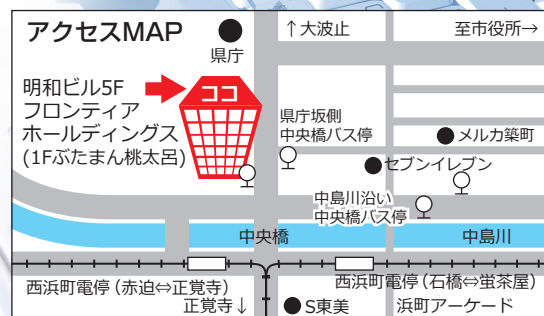 アクセスMAP
県庁
↑大波止
至市役所→
明和ビル5F
フロンティア
ホールディングス
(1Fぶたまん桃太呂)
ココ
県庁坂側
中央橋バス停
メルカ築町
セブンイレブン
中島川沿い
中央橋バス停
中央橋
中島川
西浜町電停(赤迫⇔正覚寺)
西浜町電停(石橋⇔蛍茶屋)
正覚寺↓
S東美
浜町アーケード